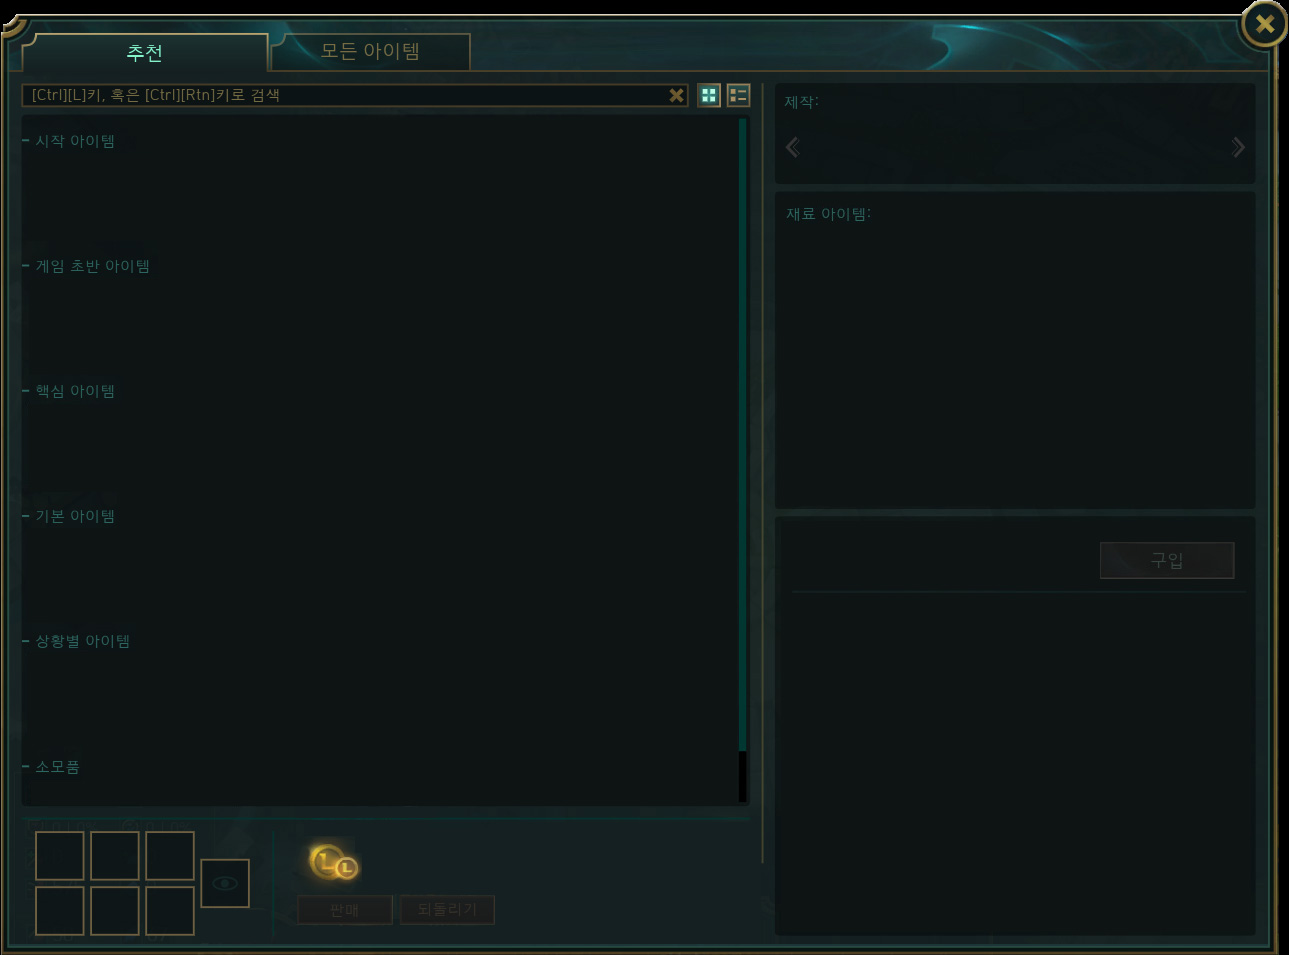 추천
모든 아이템
[Ctrl][L]키, 혹은 [Ctrl][Rtn]키로 검색
시작 아이템
게임 초반 아이템
핵심 아이템
기본 아이템
상황별 아이템
소모품
제작:
재료 아이템:
구입
판매
되돌리기